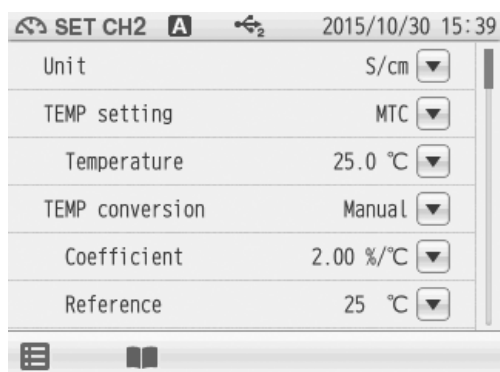 SET CH2 A 2 2015/10/30 15:39
Unit S/cm
TEMP setting MTC
Temperature 25.0 ℃
TEMP conversion Manual
Coefficient 2.00 %/℃
Reference 25 ℃